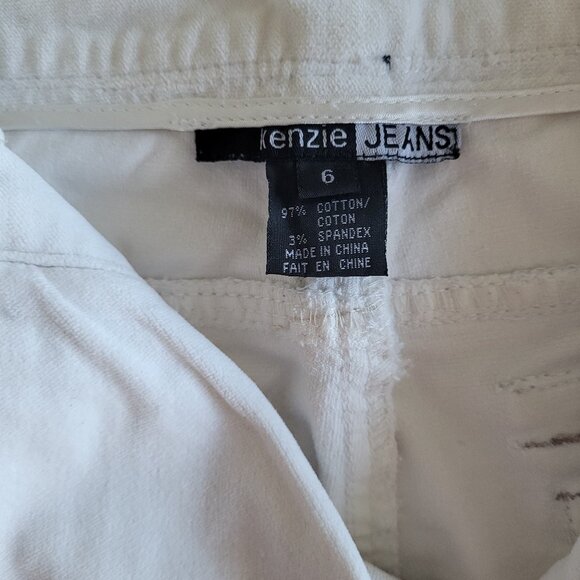 kenzie JEANS
6
97% COTTON/
COTON
3% SPANDEX
MADE IN CHINA
FAIT EN CHINE